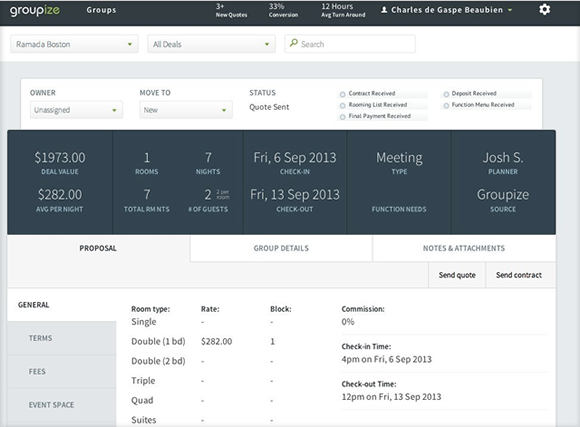 groupize Groups 3+ 33% 12 Hours Charles de Gaspe Beaubien
New Quotes Conversion Avg Turn Around
Ramada Boston All Deals Search
OWNER MOVE TO STATUS
Unassigned New Quote Sent
Contract Received Deposit Received
Rooming List Received Function Menu Received
Final Payment Received
$1973.00 1 7 Fri, 6 Sep 2013 Meeting Josh S.
DEAL VALUE ROOMS NIGHTS CHECK-IN TYPE PLANNER
$282.00 7 2 2 per room Fri, 13 Sep 2013 Groupize
AVG PER NIGHT TOTAL RM NTS # OF GUESTS CHECK-OUT FUNCTION NEEDS SOURCE
PROPOSAL GROUP DETAILS NOTES & ATTACHMENTS
Send quote Send contract
GENERAL
TERMS
FEES
EVENT SPACE
Room type: Rate: Block:
Single - -
Double (1 bd) $282.00 1
Double (2 bd) - -
Triple - -
Quad - -
Suites - -
Commission:
0%
Check-in Time:
4pm on Fri, 6 Sep 2013
Check-out Time:
12pm on Fri, 13 Sep 2013